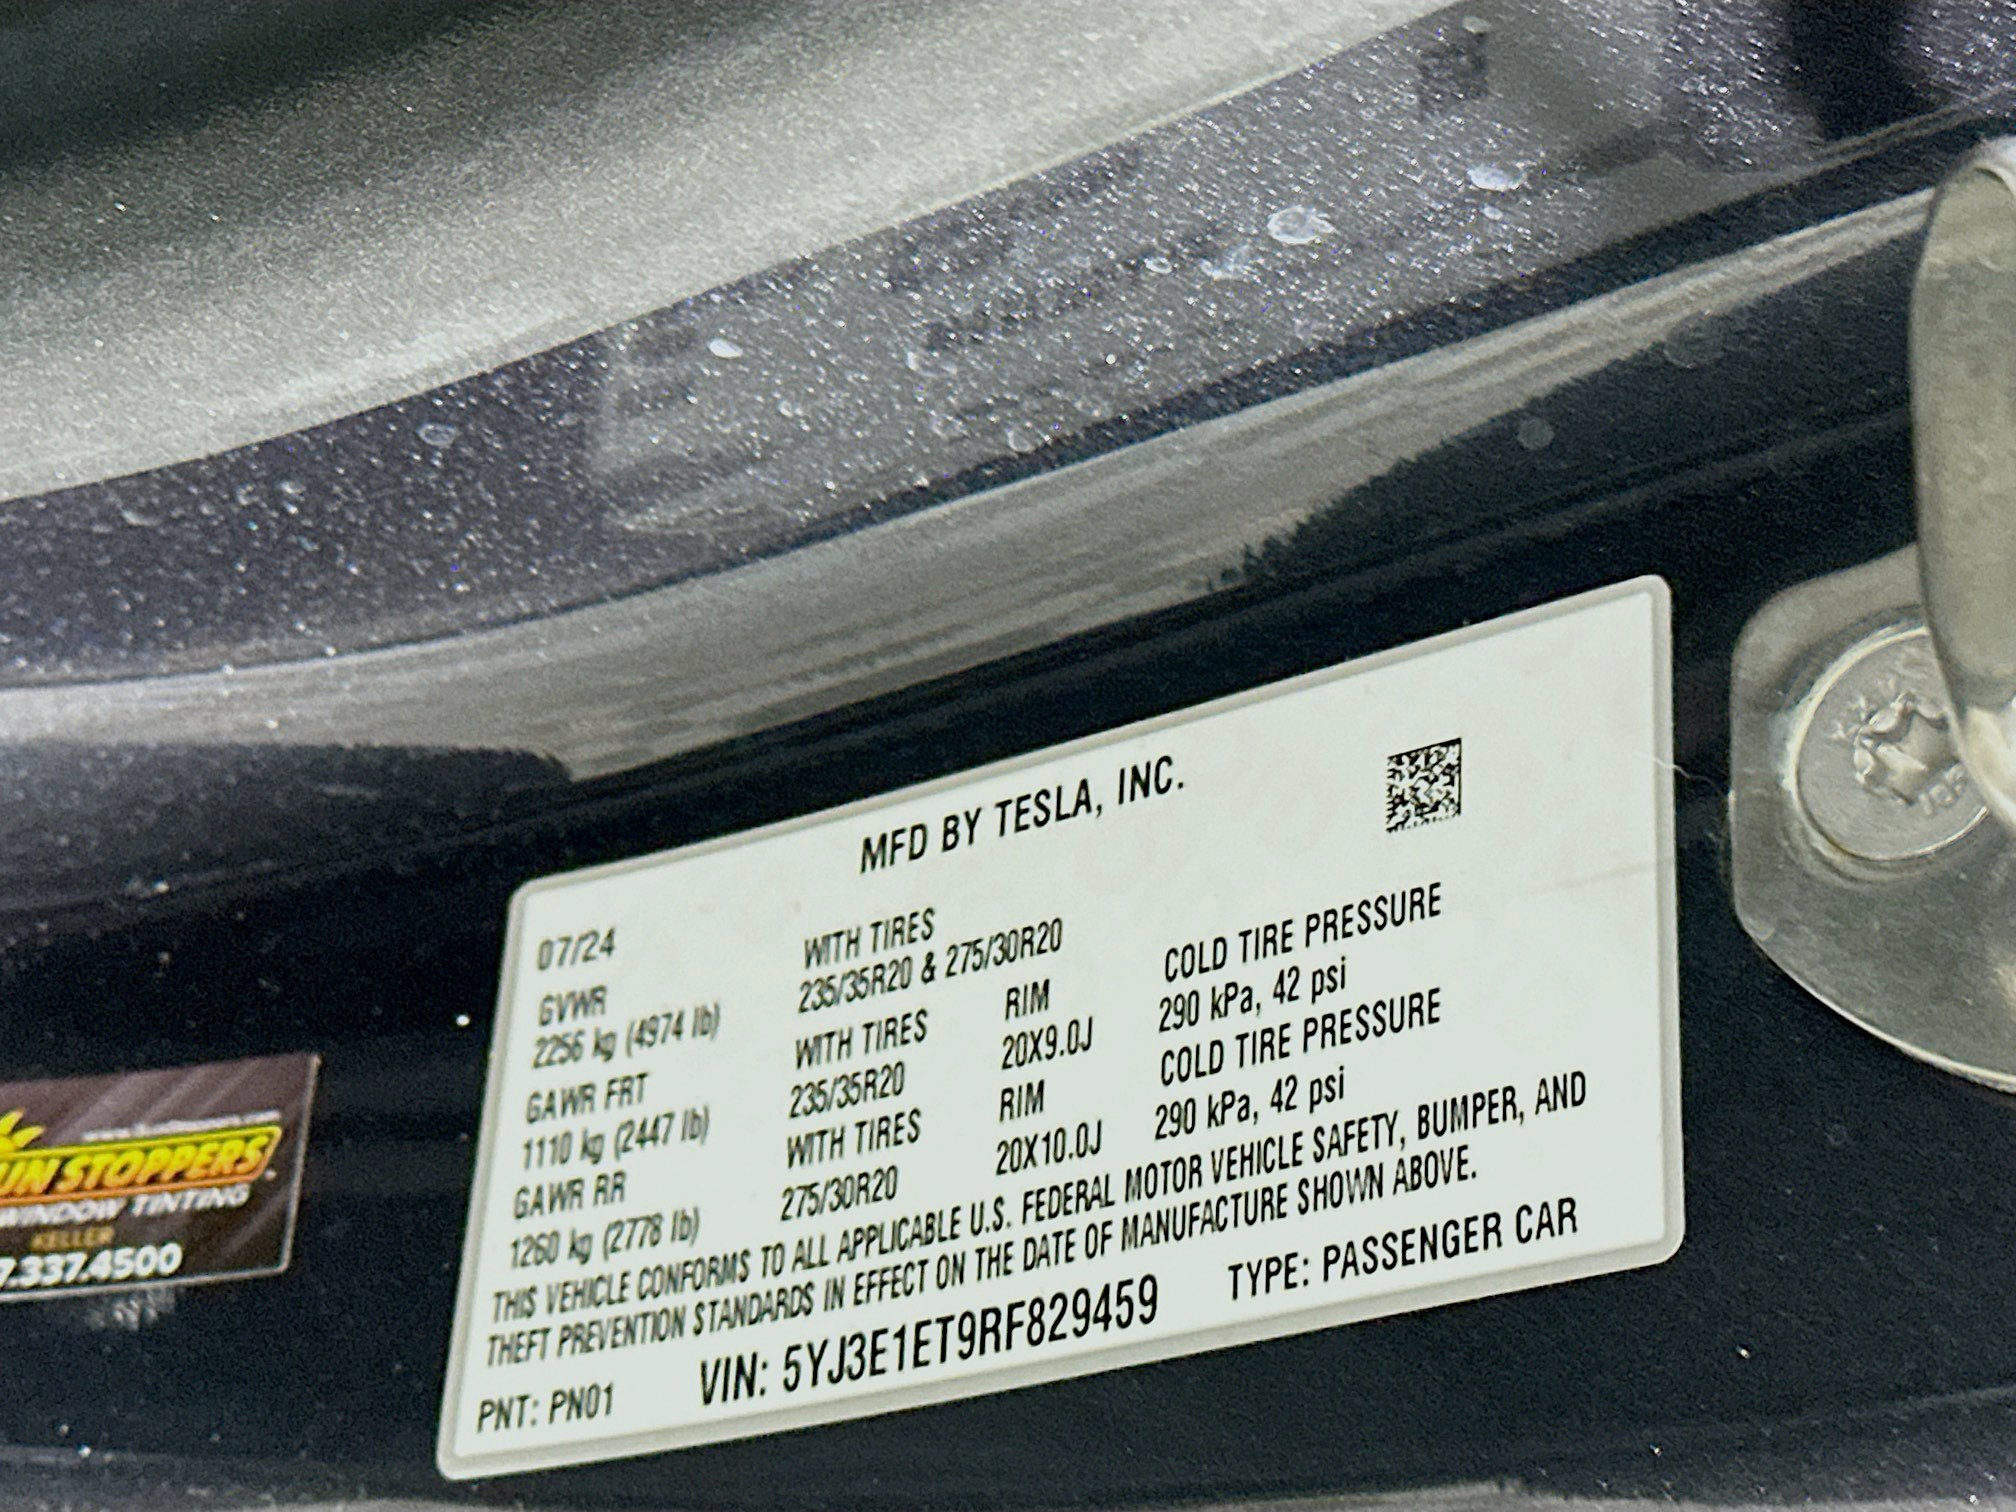 MFD BY TESLA, INC.
07/24
GVWR
2256 kg (4974 lb)
GAWR FRT
1110 kg (2447 lb)
GAWR RR
1260 kg (2778 lb)
WITH TIRES
235/35R20 & 275/30R20
WITH TIRES
235/35R20
WITH TIRES
275/30R20
RIM
20X9.0J
RIM
20X10.0J
COLD TIRE PRESSURE
290 kPa, 42 psi
COLD TIRE PRESSURE
290 kPa, 42 psi
THIS VEHICLE CONFORMS TO ALL APPLICABLE U.S. FEDERAL MOTOR VEHICLE SAFETY, BUMPER, AND
THEFT PREVENTION STANDARDS IN EFFECT ON THE DATE OF MANUFACTURE SHOWN ABOVE.
PNT: PN01
VIN: 5YJ3E1ET9RF829459
TYPE: PASSENGER CAR
UN STOPPERS
WINDOW TINTING
KELLER
7.337.4500